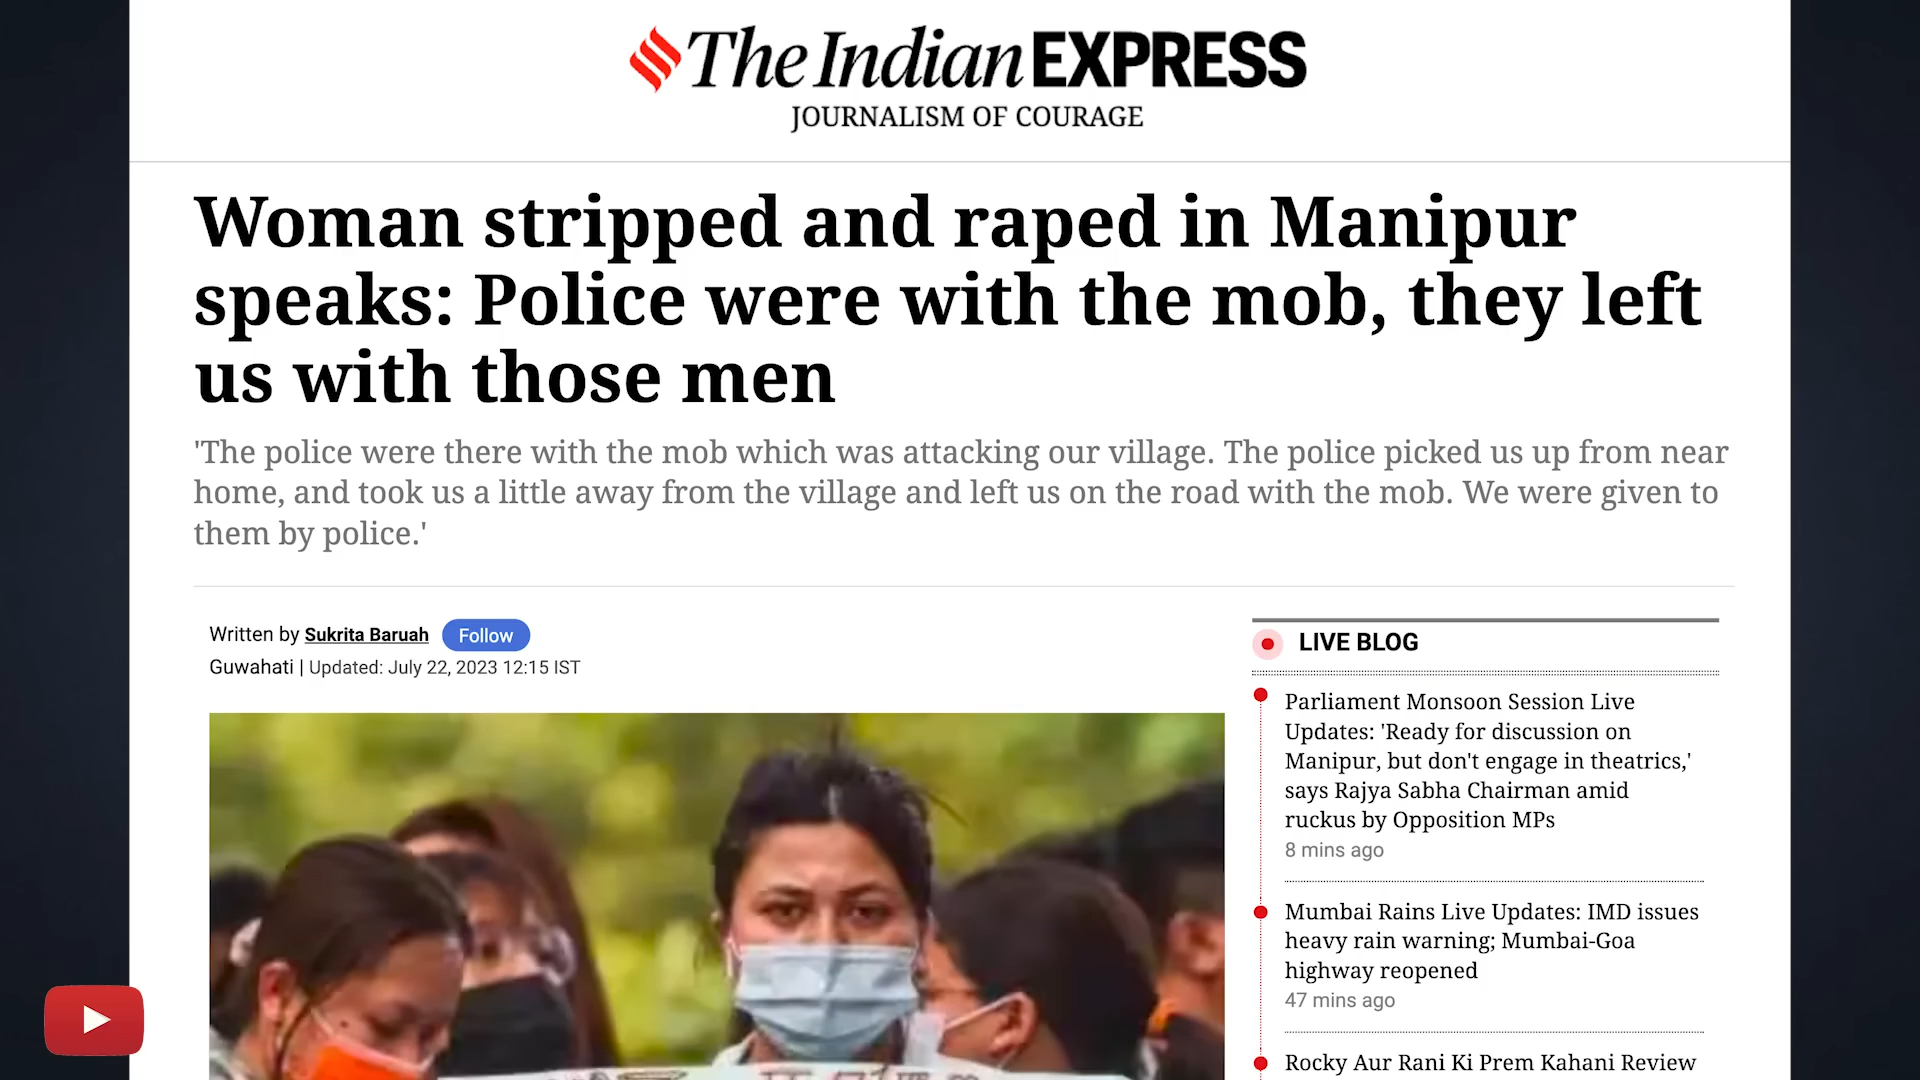 The Indian EXPRESS
JOURNALISM OF COURAGE
Woman stripped and raped in Manipur
speaks: Police were with the mob, they left
us with those men
'The police were there with the mob which was attacking our village. The police picked us up from near
home, and took us a little away from the village and left us on the road with the mob. We were given to
them by police.'
Written by Sukrita Baruah Follow
Guwahati | Updated: July 22, 2023 12:15 IST
LIVE BLOG
Parliament Monsoon Session Live
Updates: 'Ready for discussion on
Manipur, but don't engage in theatrics,'
says Rajya Sabha Chairman amid
ruckus by Opposition MPs
8 mins ago
Mumbai Rains Live Updates: IMD issues
heavy rain warning; Mumbai-Goa
highway reopened
47 mins ago
Rocky Aur Rani Ki Prem Kahani Review